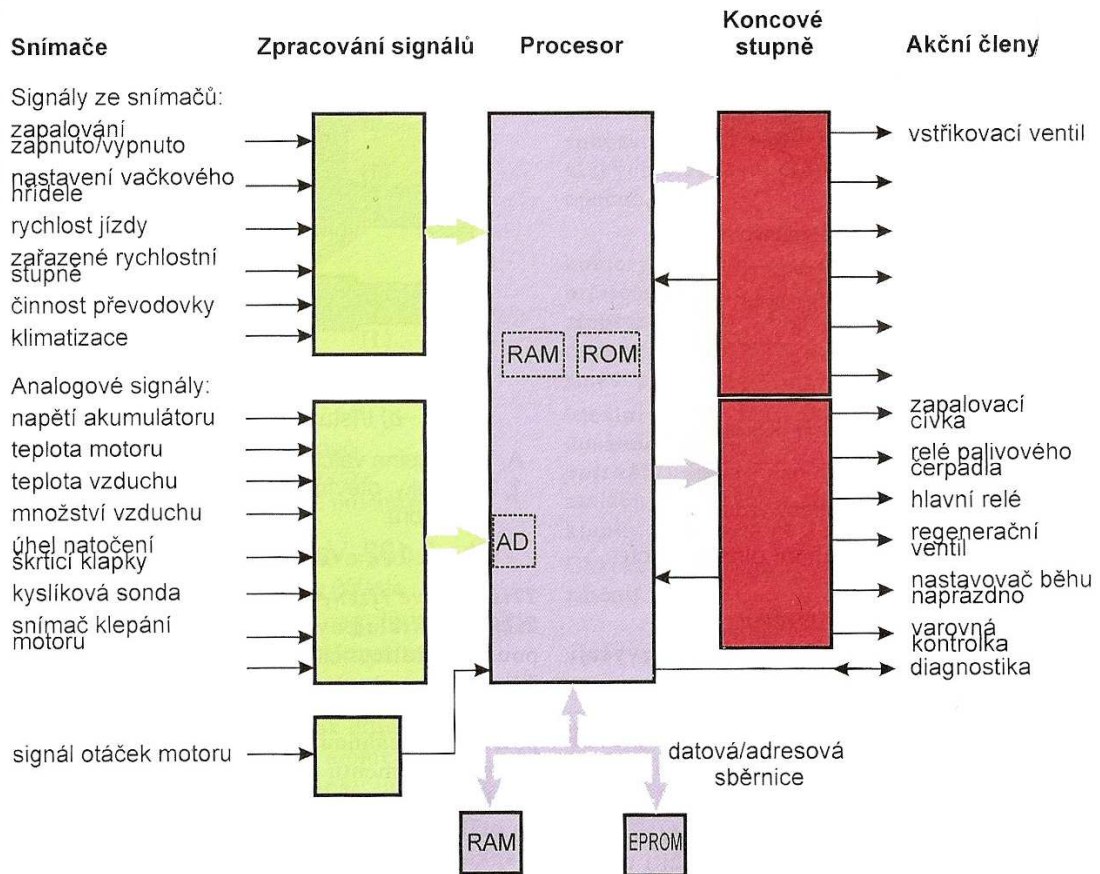 Snímače
Zpracování signálů
Procesor
Koncové
stupně
Akční členy
Signály ze snímačů:
zapalování
zapnuto/vypnuto
nastavení vačkového
hřídele
rychlost jízdy
zařazené rychlostní
stupně
činnost převodovky
klimatizace
Analogové signály:
napětí akumulátoru
teplota motoru
teplota vzduchu
množství vzduchu
úhel natočení
škrticí klapky
kyslíková sonda
snímač klepání
motoru
signál otáček motoru
RAM
ROM
AD
vstřikovací ventil
zapalovací
cívka
relé palivového
čerpadla
hlavní relé
regenerační
ventil
nastavovač běhu
naprázdno
varovná
kontrolka
diagnostika
datová/adresová
sběrnice
RAM
EPROM